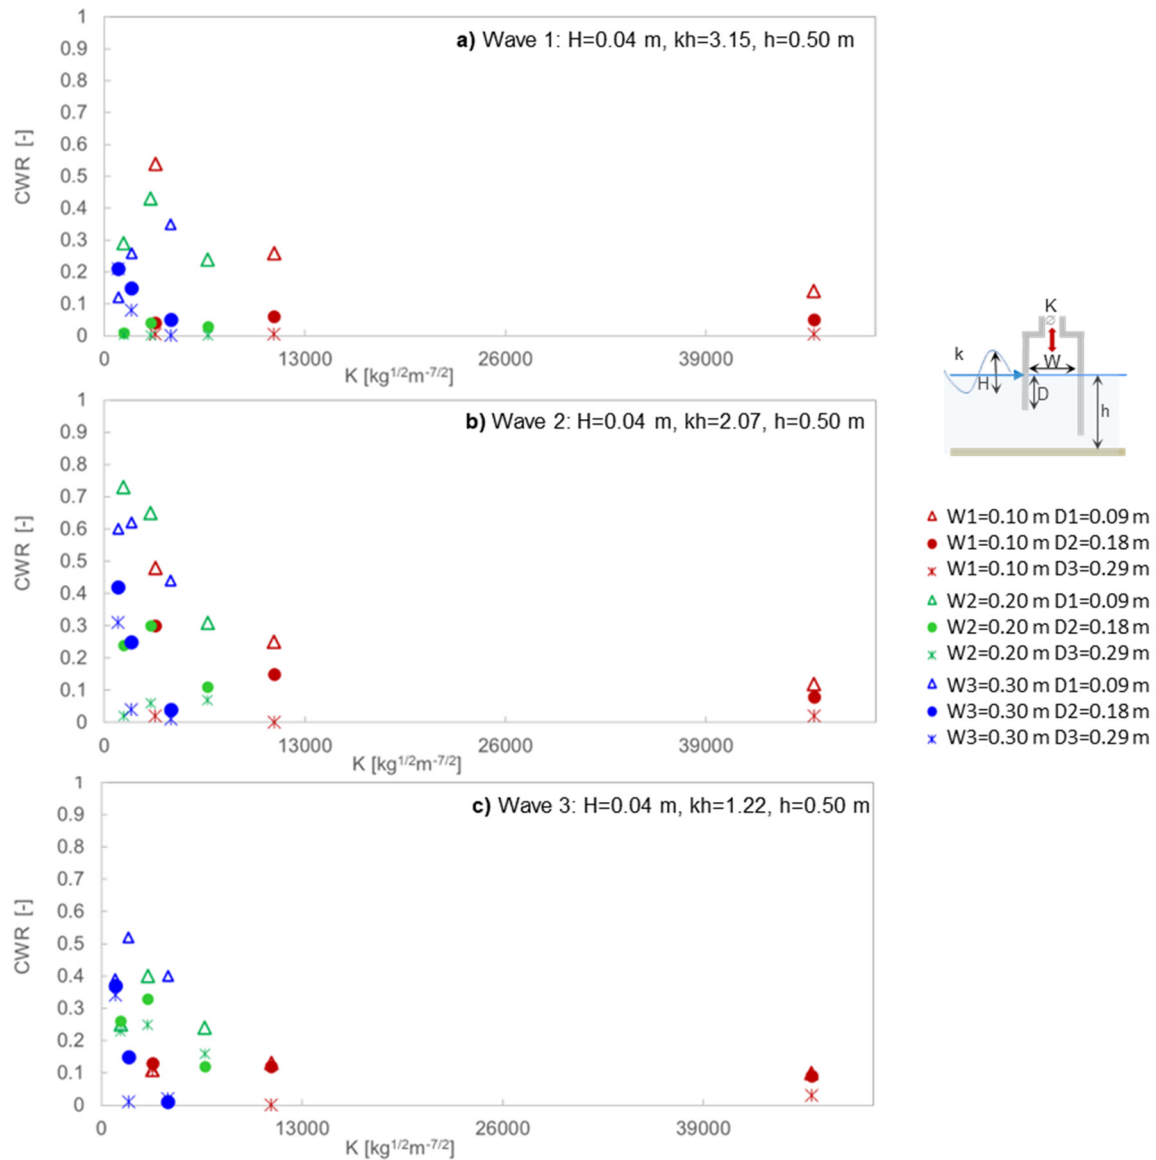 a) Wave 1: H=0.04 m, kh=3.15, h=0.50 m
1
0.9
0.8
0.7
0.6
0.5
0.4
0.3
0.2
0.1
0
CWR [-]
0 13000 26000 39000
K [kg1/2m-7/2]
b) Wave 2: H=0.04 m, kh=2.07, h=0.50 m
1
0.9
0.8
0.7
0.6
0.5
0.4
0.3
0.2
0.1
0
CWR [-]
0 13000 26000 39000
K [kg1/2m-7/2]
c) Wave 3: H=0.04 m, kh=1.22, h=0.50 m
1
0.9
0.8
0.7
0.6
0.5
0.4
0.3
0.2
0.1
0
CWR [-]
0 13000 26000 39000
K [kg1/2m-7/2]
K
Ø
k
W
H
D
h
W1=0.10 m D1=0.09 m
W1=0.10 m D2=0.18 m
W1=0.10 m D3=0.29 m
W2=0.20 m D1=0.09 m
W2=0.20 m D2=0.18 m
W2=0.20 m D3=0.29 m
W3=0.30 m D1=0.09 m
W3=0.30 m D2=0.18 m
W3=0.30 m D3=0.29 m